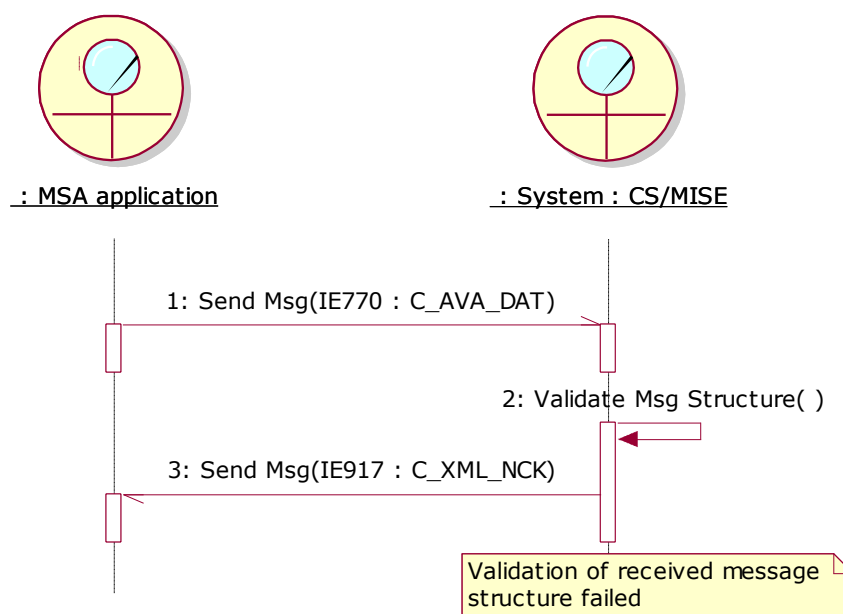 : MSA application
: System : CS/MISE
1: Send Msg(IE770 : C_AVA_DAT)
2: Validate Msg Structure( )
3: Send Msg(IE917 : C_XML_NCK)
Validation of received message
structure failed